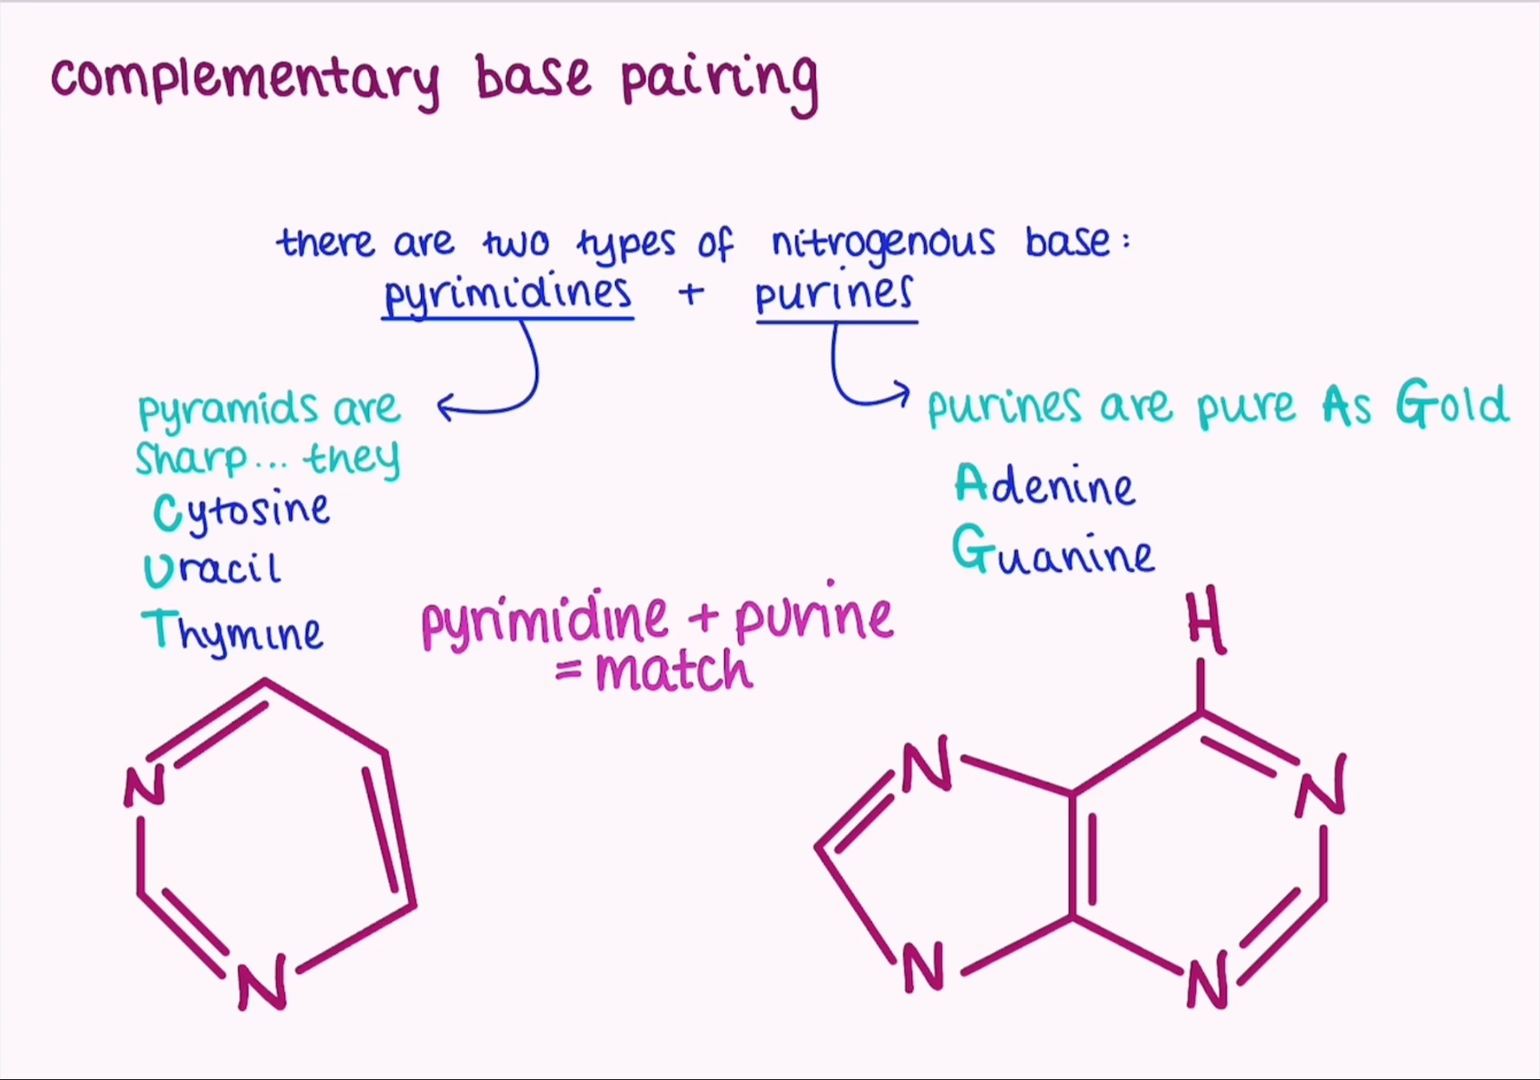 complementary base pairing
there are two types of nitrogenous base:
pyrimidines + purines
pyramids are
sharp... they
Cytosine
Uracil
Thymine
purines are pure As Gold
Adenine
Guanine
pyrimidine + purine
= match
N
N
H
N
N
N
N